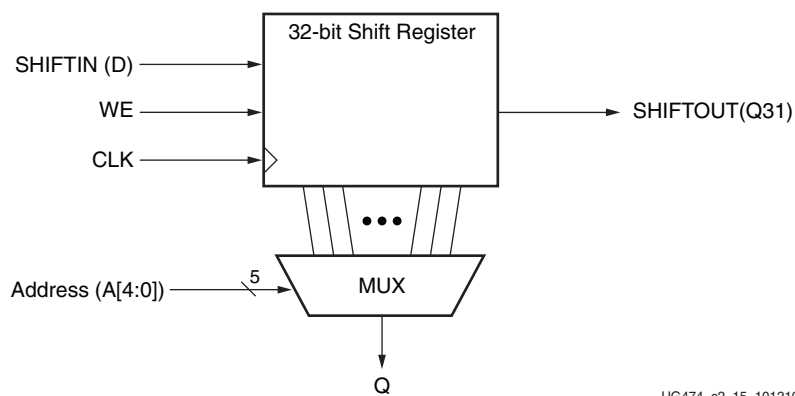 32-bit Shift Register
SHIFTIN (D)
WE
SHIFTOUT(Q31)
CLK
Address (A[4:0])
5
MUX
Q